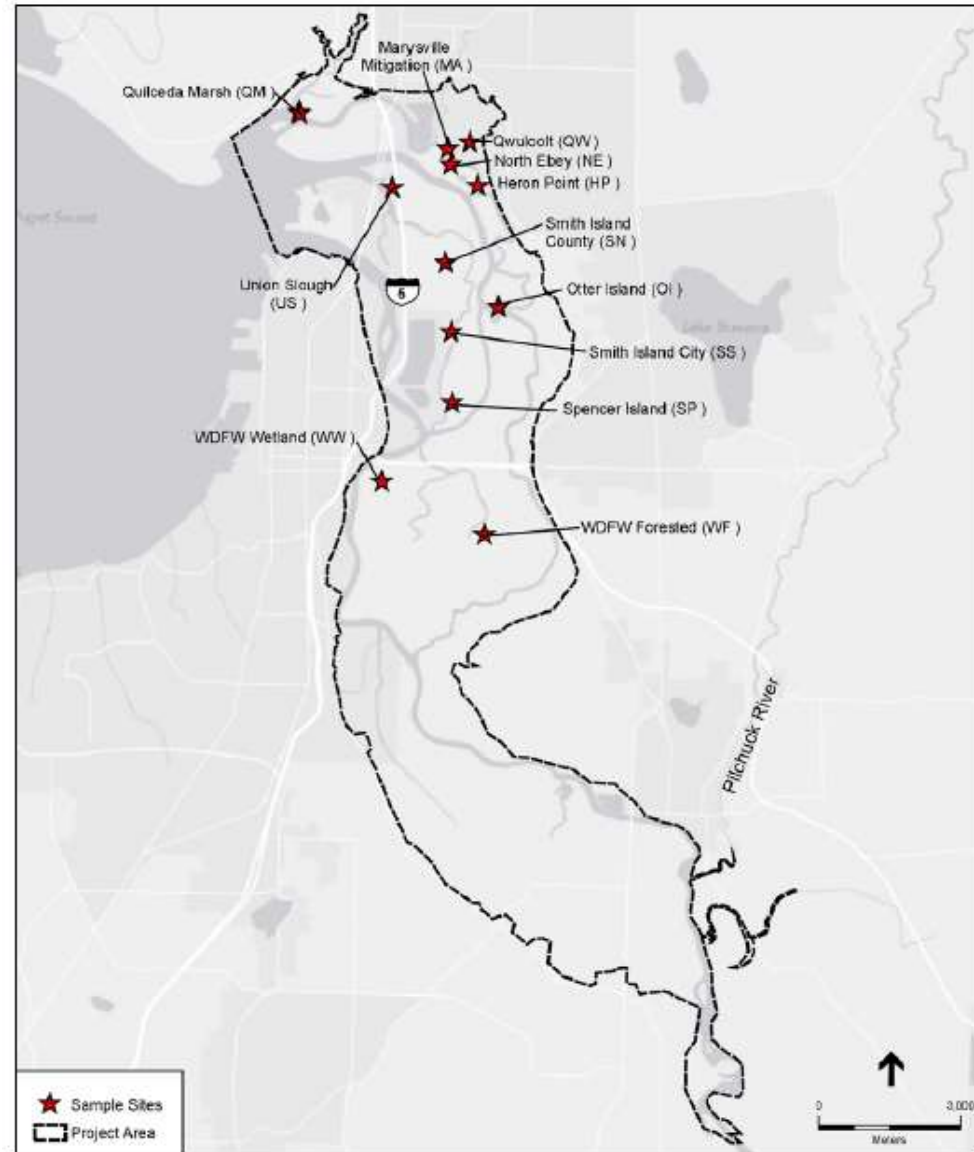 Marysville
Mitigation (MA )
Quilceda Marsh (QM )
Qwuloolt (QW )
North Ebey (NE )
Heron Point (HP )
Smith Island
County (SN )
Union Slough
(US )
5
Otter Island (OI )
Smith Island City (SS )
Spencer Island (SP )
WDFW Wetland (WW )
WDFW Forested (WF )
Pilchuck River
Sample Sites
Project Area
0
3,000
Meters